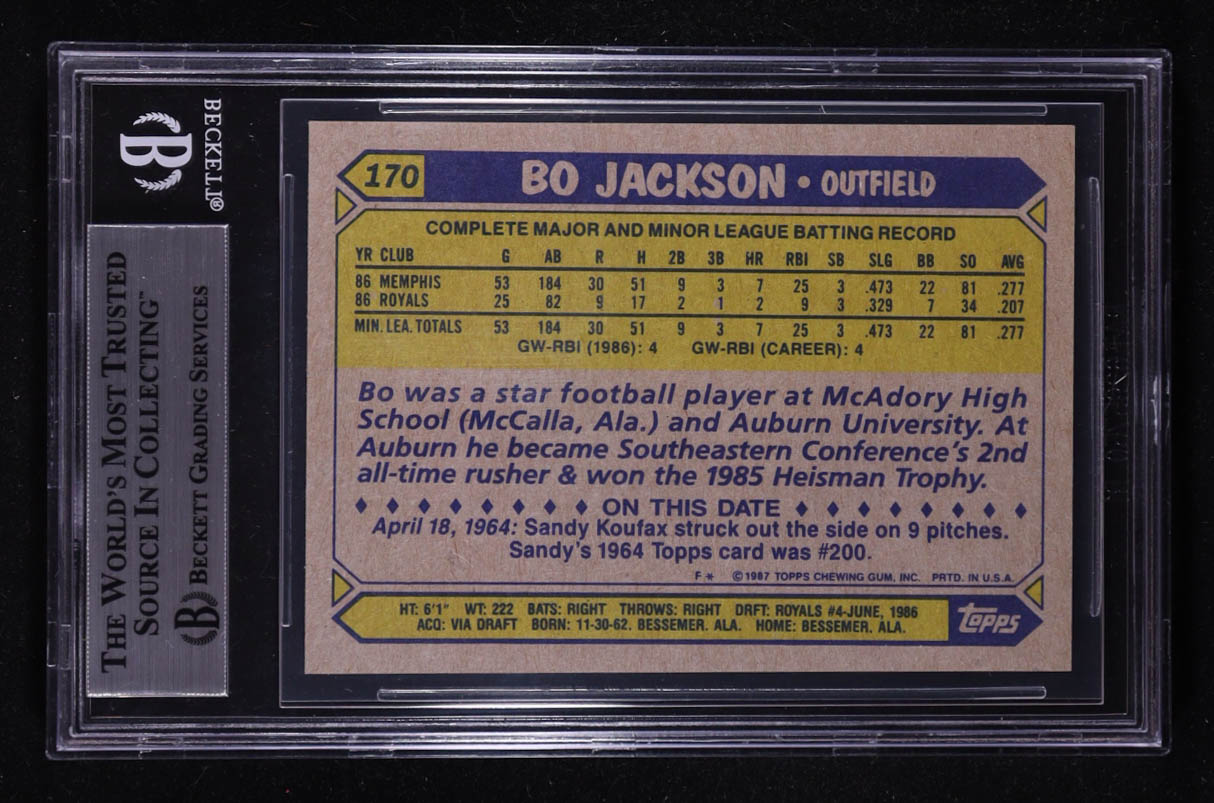 BECKETT®
B
THE WORLD'S MOST TRUSTED
SOURCE IN COLLECTING™
B BECKETT GRADING SERVICES
170 BO JACKSON • OUTFIELD
COMPLETE MAJOR AND MINOR LEAGUE BATTING RECORD
YR CLUB G AB R H 2B 3B HR RBI SB SLG BB SO AVG
86 MEMPHIS 53 184 30 51 9 3 7 25 3 .473 22 81 .277
86 ROYALS 25 82 9 17 2 1 2 9 3 .329 7 34 .207
MIN. LEA. TOTALS 53 184 30 51 9 3 7 25 3 .473 22 81 .277
GW-RBI (1986): 4 GW-RBI (CAREER): 4
Bo was a star football player at McAdory High
School (McCalla, Ala.) and Auburn University. At
Auburn he became Southeastern Conference's 2nd
all-time rusher & won the 1985 Heisman Trophy.
♦ ♦ ♦ ♦ ♦ ♦ ♦ ♦ ON THIS DATE ♦ ♦ ♦ ♦ ♦ ♦ ♦ ♦
April 18, 1964: Sandy Koufax struck out the side on 9 pitches.
Sandy's 1964 Topps card was #200.
F* ©1987 TOPPS CHEWING GUM, INC. PRTD. IN U.S.A.
HT: 6'1" WT: 222 BATS: RIGHT THROWS: RIGHT DRFT: ROYALS #4-JUNE, 1986
ACQ: VIA DRAFT BORN: 11-30-62, BESSEMER, ALA. HOME: BESSEMER, ALA.
topps